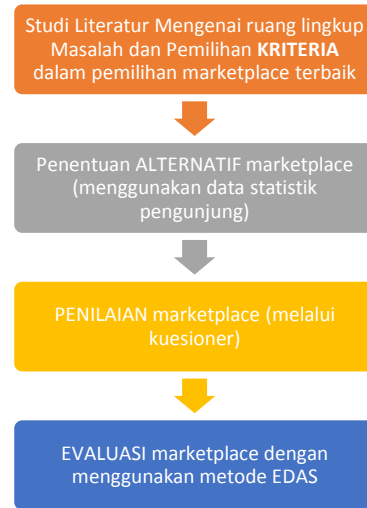 Studi Literatur Mengenai ruang lingkup
Masalah dan Pemilihan KRITERIA
dalam pemilihan marketplace terbaik
Penentuan ALTERNATIF marketplace
(menggunakan data statistik
pengunjung)
PENILAIAN marketplace (melalui
kuesioner)
EVALUASI marketplace dengan
menggunakan metode EDAS